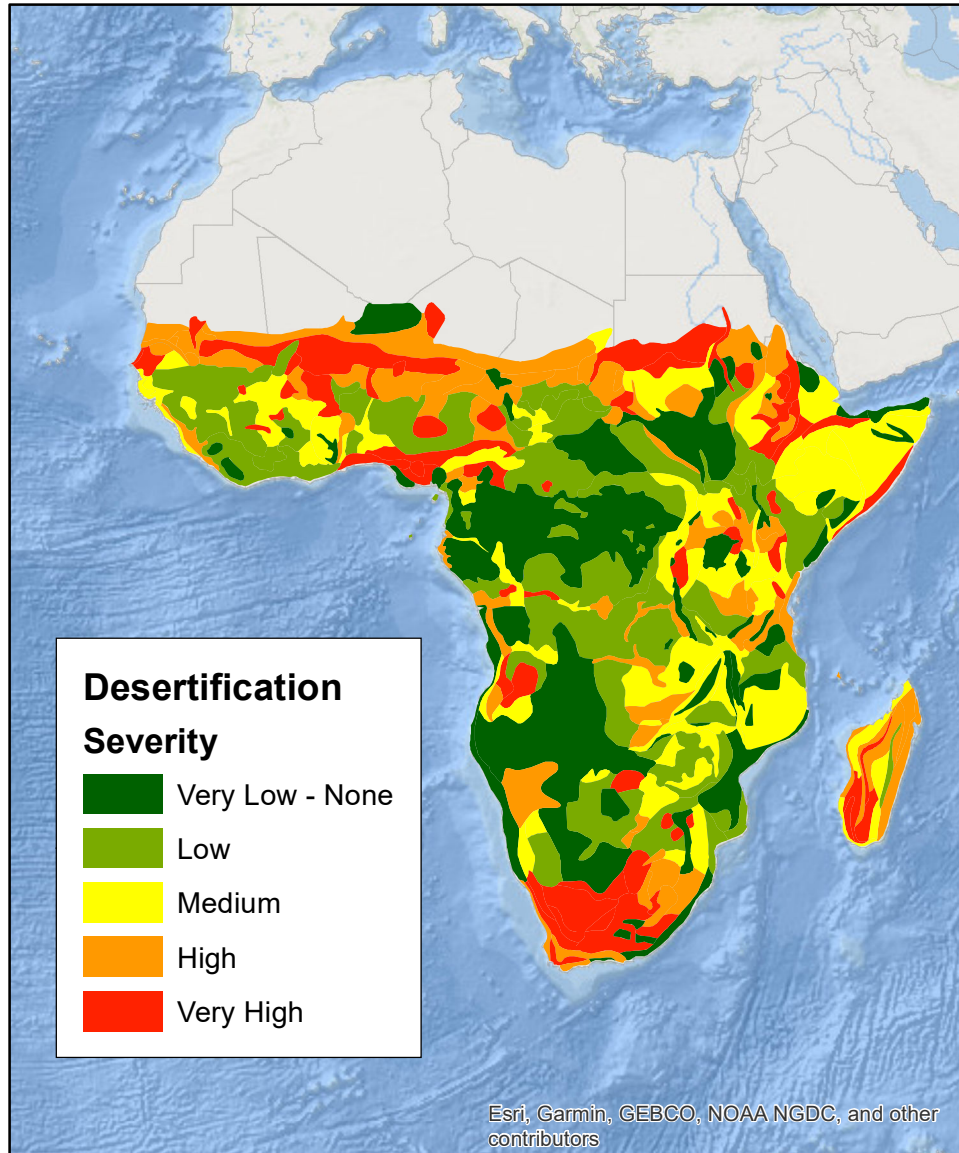 Desertification
Severity
Very Low - None
Low
Medium
High
Very High
Esri, Garmin, GEBCO, NOAA NGDC, and other
contributors